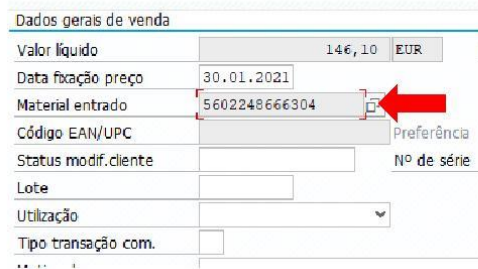 Dados gerais de venda
Valor líquido 146,10 EUR
Data fixação preço 30.01.2021
Material entrado 5602248666304
Código EAN/UPC Preferência
Status modif.cliente Nº de série
Lote
Utilização
Tipo transação com.